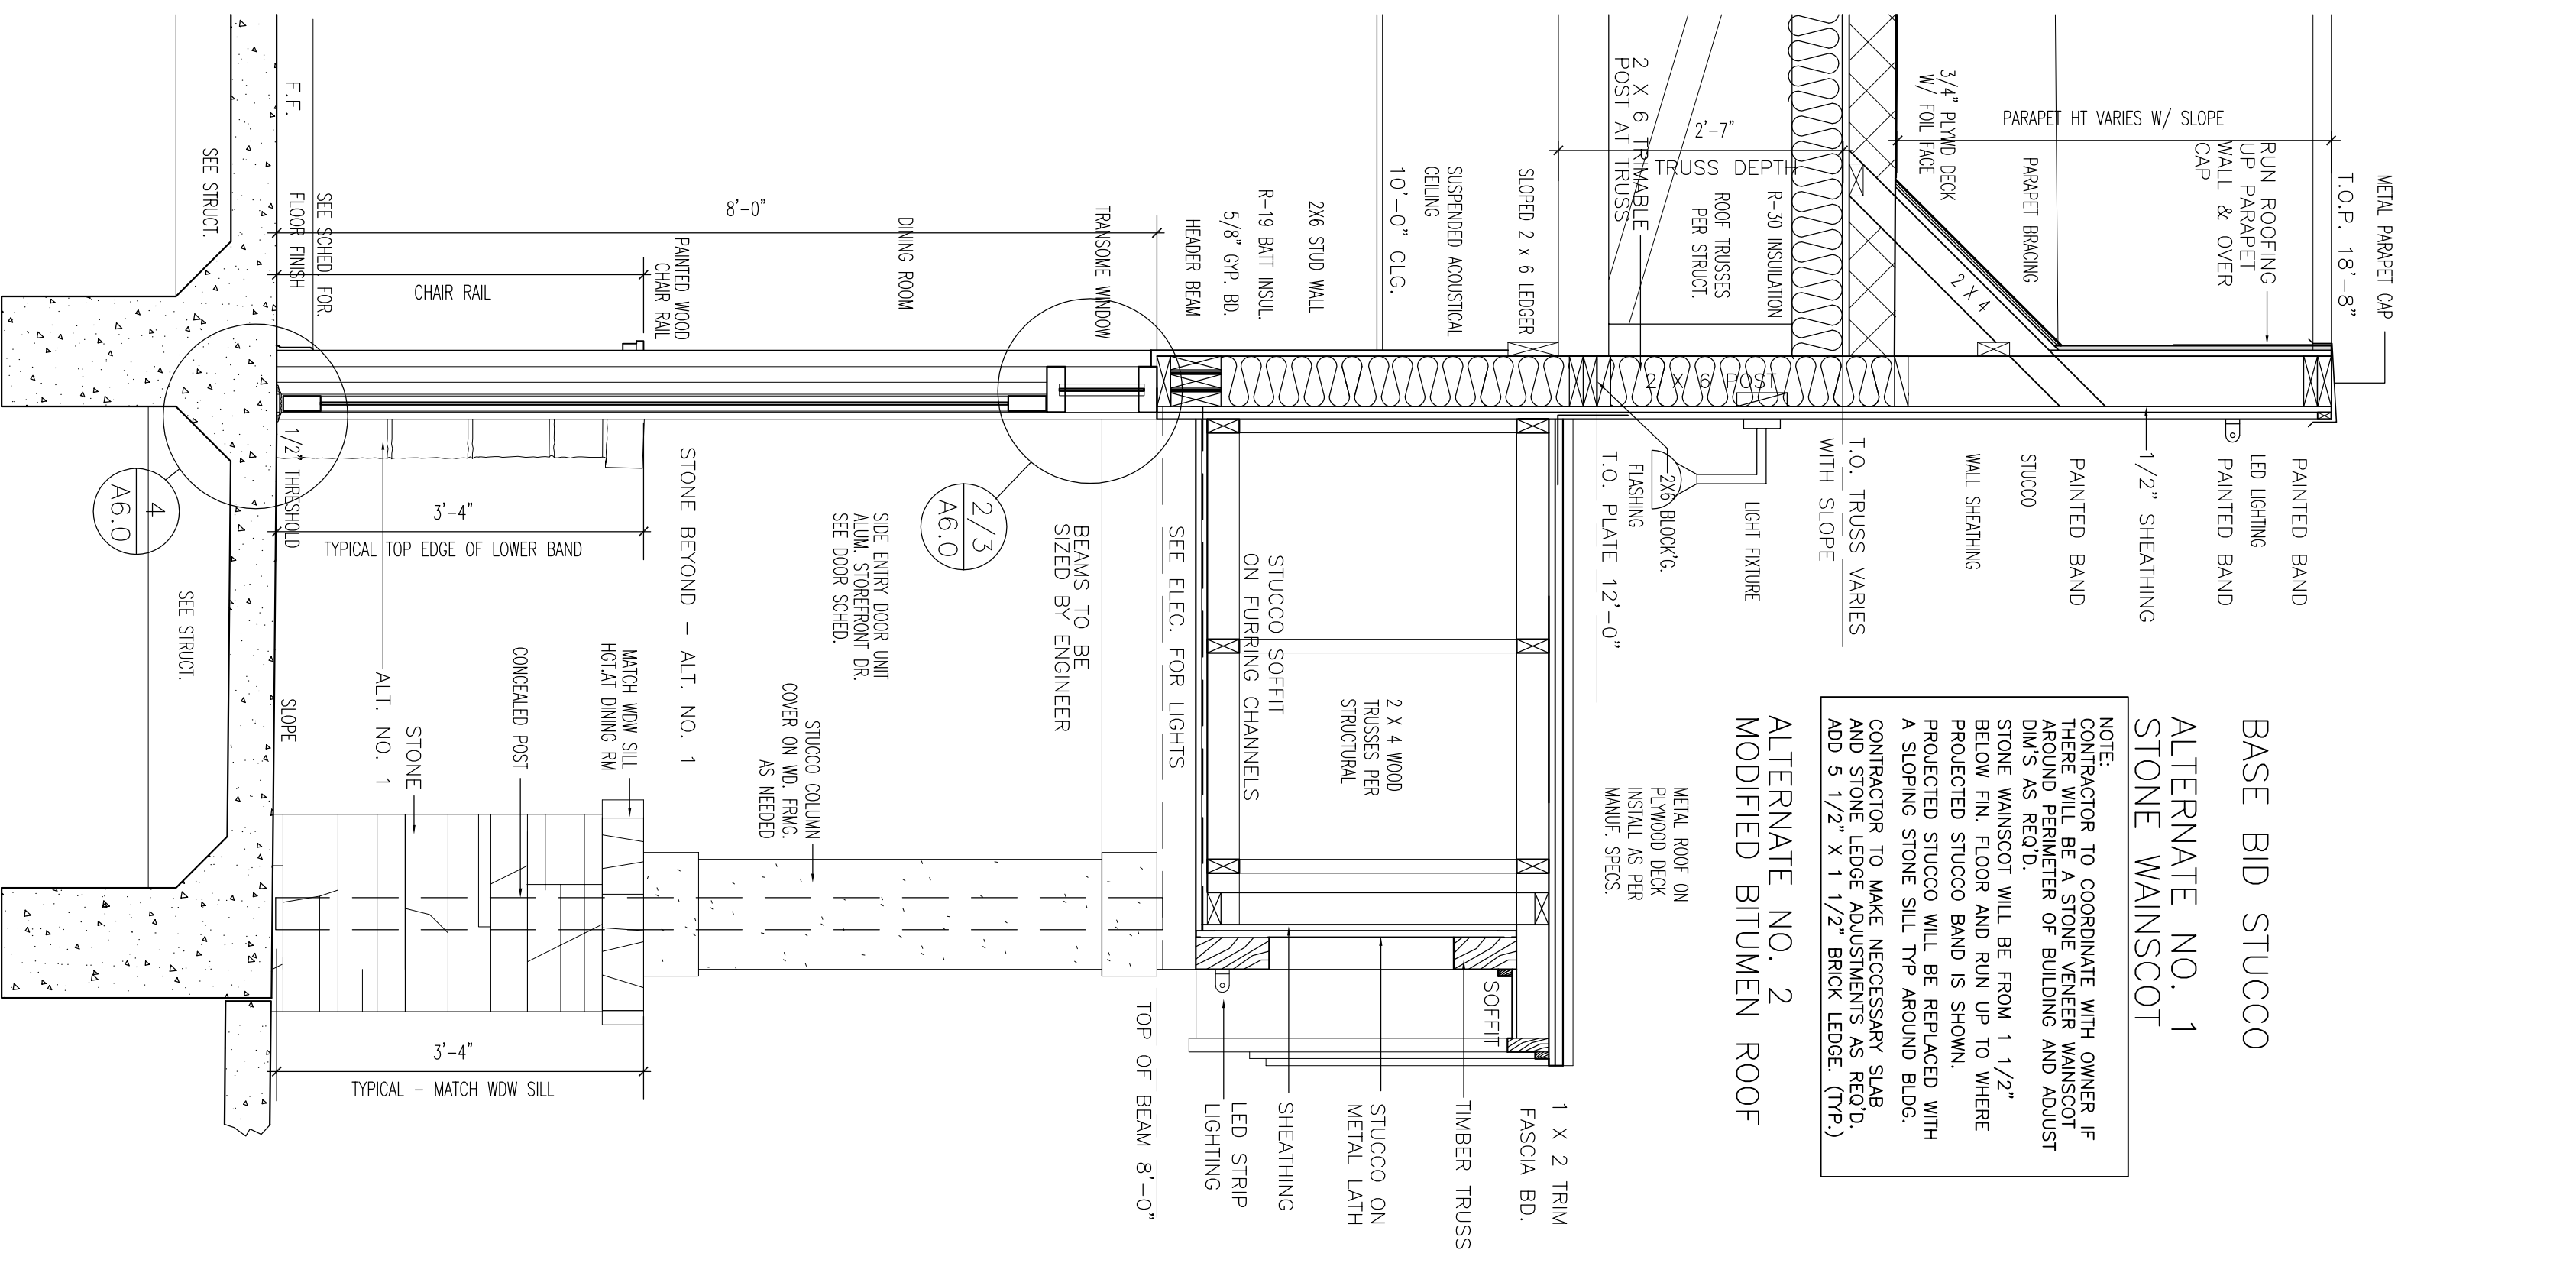 METAL PARAPET CAP
T.O.P. 18'-8"
RUN ROOFING
UP PARAPET
WALL & OVER
CAP
PARAPET HT VARIES W/ SLOPE
PARAPET BRACING
3/4" PLYWD DECK
W/ FOIL FACE
2 X 4
R-30 INSUILATION
ROOF TRUSSES
PER STRUCT.
2'-7"
TRUSS DEPTH
2 X 6 TRIMABLE
POST AT TRUSS
2 X 6 POST
SLOPED 2 x 6 LEDGER
SUSPENDED ACOUSTICAL
CEILING
10'-0" CLG.
2X6 STUD WALL
R-19 BATT INSUL.
5/8" GYP. BD.
HEADER BEAM
TRANSOME WINDOW
DINING ROOM
8'-0"
PAINTED WOOD
CHAIR RAIL
CHAIR RAIL
SEE SCHED. FOR.
FLOOR FINISH
F.F.
SEE STRUCT.
PAINTED BAND
LED LIGHTING
PAINTED BAND
1/2" SHEATHING
PAINTED BAND
STUCCO
WALL SHEATHING
T.O. TRUSS VARIES
WITH SLOPE
LIGHT FIXTURE
2X6 BLOCK'G.
FLASHING
T.O. PLATE 12'-0"
STUCCO SOFFIT
ON FURRING CHANNELS
2 X 4 WOOD
TRUSSES PER
STRUCTURAL
SEE ELEC. FOR LIGHTS
BEAMS TO BE
SIZED BY ENGINEER
2/3
A6.0
SIDE ENTRY DOOR UNIT
ALUM. STOREFRONT DR.
SEE DOOR SCHED.
STUCCO COLUMN
COVER ON WD. FRMG.
AS NEEDED
STONE BEYOND - ALT. NO. 1
MATCH WDW SILL
HGT.AT DINING RM
CONCEALED POST
STONE
ALT. NO. 1
3'-4"
TYPICAL TOP EDGE OF LOWER BAND
1/2" THRESHOLD
SLOPE
4
A6.0
SEE STRUCT.
BASE BID STUCCO
ALTERNATE NO. 1
STONE WAINSCOT
NOTE:
CONTRACTOR TO COORDINATE WITH OWNER IF
THERE WILL BE A STONE VENEER WAINSCOT
AROUND PERIMETER OF BUILDING AND ADJUST
DIM'S AS REQ'D.
STONE WAINSCOT WILL BE FROM 1 1/2"
BELOW FIN. FLOOR AND RUN UP TO WHERE
PROJECTED STUCCO BAND IS SHOWN.
PROJECTED STUCCO WILL BE REPLACED WITH
A SLOPING STONE SILL TYP AROUND BLDG.
CONTRACTOR TO MAKE NECCESSARY SLAB
AND STONE LEDGE ADJUSTMENTS AS REQ'D.
ADD 5 1/2" X 1 1/2" BRICK LEDGE. (TYP.)
ALTERNATE NO. 2
MODIFIED BITUMEN ROOF
METAL ROOF ON
PLYWOOD DECK
INSTALL AS PER
MANUF. SPECS.
1 X 2 TRIM
FASCIA BD.
SOFFIT
TIMBER TRUSS
STUCCO ON
METAL LATH
SHEATHING
LED STRIP
LIGHTING
TOP OF BEAM 8'-0"
3'-4"
TYPICAL - MATCH WDW SILL